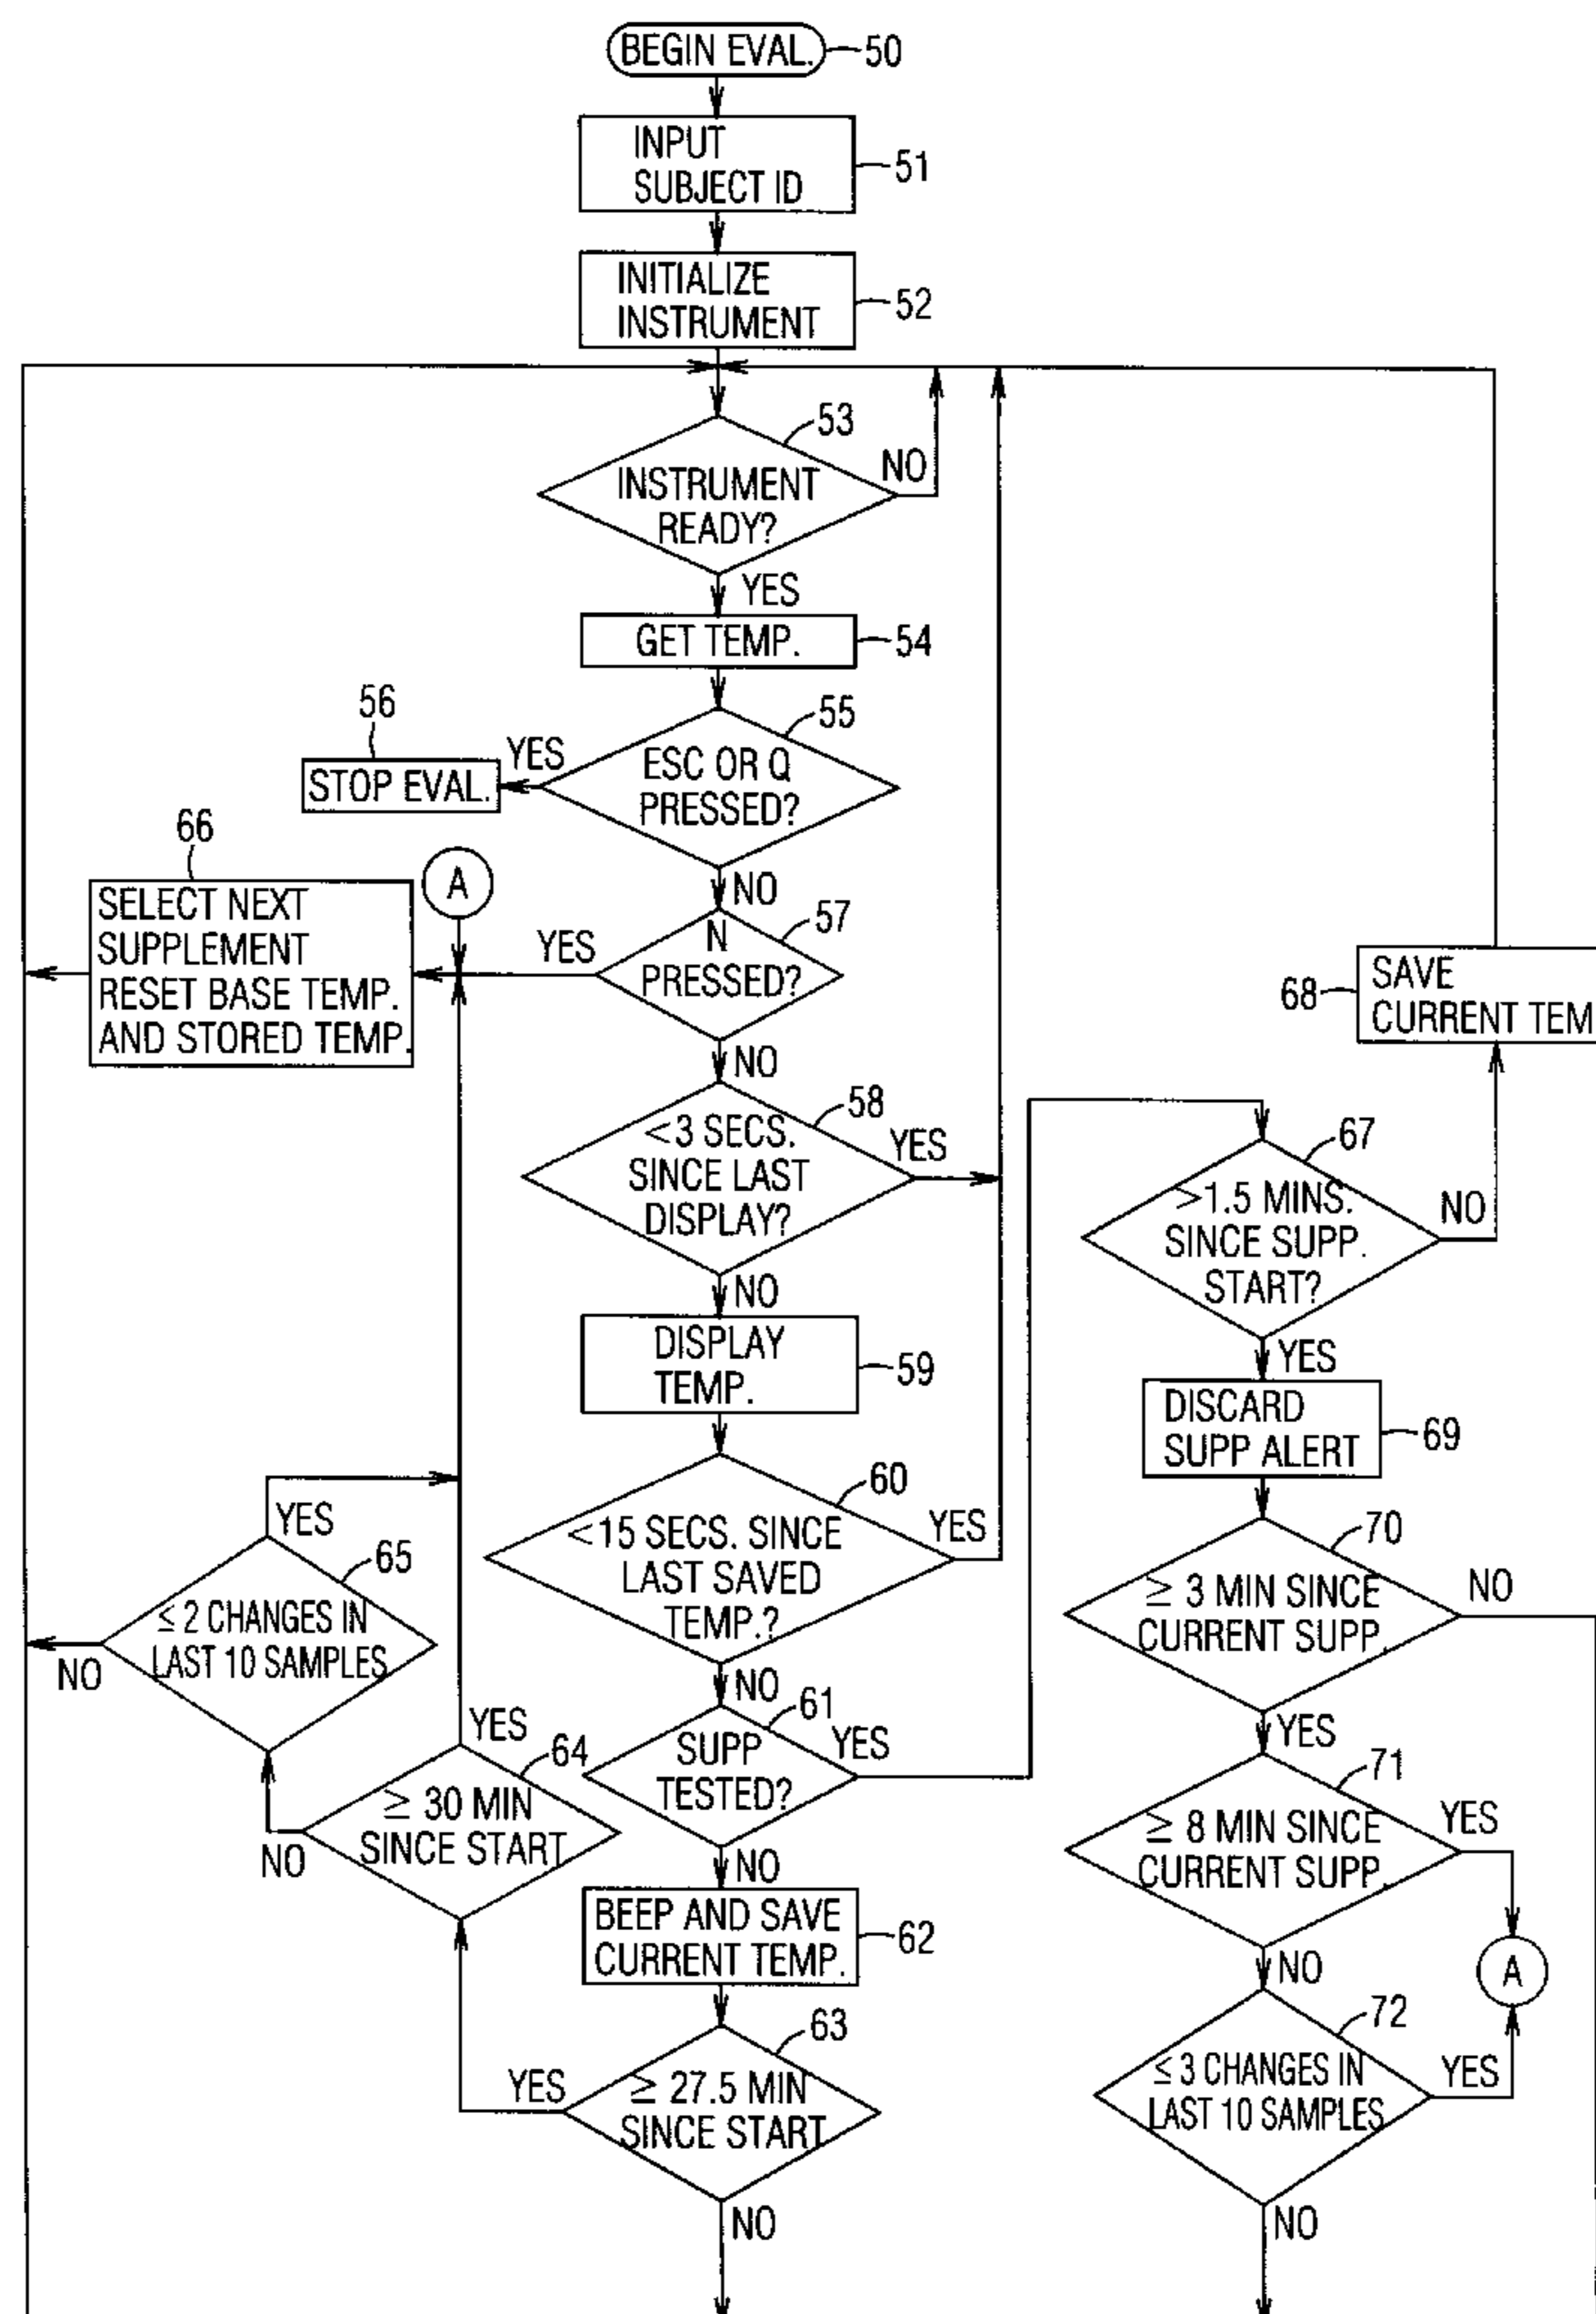 BEGIN EVAL.
50
INPUT
SUBJECT ID
51
INITIALIZE
INSTRUMENT
52
53
INSTRUMENT
READY?
NO
YES
GET TEMP.
54
55
ESC OR Q
PRESSED?
YES
56
STOP EVAL.
NO
57
N
PRESSED?
YES
A
66
SELECT NEXT
SUPPLEMENT
RESET BASE TEMP.
AND STORED TEMP.
NO
58
<3 SECS.
SINCE LAST
DISPLAY?
YES
NO
DISPLAY
TEMP.
59
60
<15 SECS. SINCE
LAST SAVED
TEMP.?
YES
NO
61
SUPP
TESTED?
YES
NO
BEEP AND SAVE
CURRENT TEMP.
62
63
≥ 27.5 MIN
SINCE START
YES
NO
64
≥ 30 MIN
SINCE START
YES
NO
65
≤ 2 CHANGES IN
LAST 10 SAMPLES
YES
NO
67
>1.5 MINS.
SINCE SUPP.
START?
NO
68
SAVE
CURRENT TEM
YES
DISCARD
SUPP ALERT
69
70
≥ 3 MIN SINCE
CURRENT SUPP.
NO
YES
71
≥ 8 MIN SINCE
CURRENT SUPP.
YES
A
NO
72
≤ 3 CHANGES IN
LAST 10 SAMPLES
YES
NO